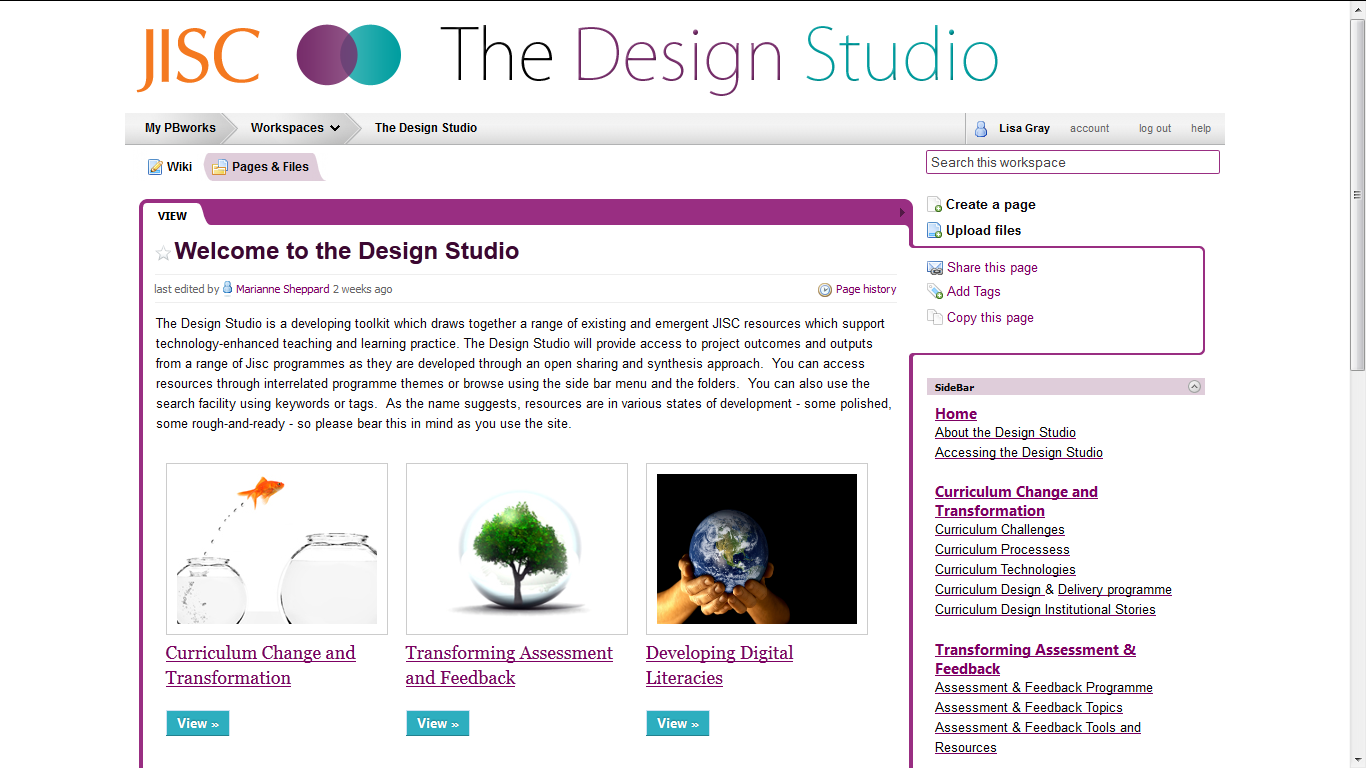 JISC The Design Studio
My PBworks Workspaces The Design Studio Lisa Gray account log out help
Wiki Pages & Files Search this workspace
VIEW
Welcome to the Design Studio
last edited by Marianne Sheppard 2 weeks ago Page history
The Design Studio is a developing toolkit which draws together a range of existing and emergent JISC resources which support
technology-enhanced teaching and learning practice. The Design Studio will provide access to project outcomes and outputs
from a range of Jisc programmes as they are developed through an open sharing and synthesis approach.  You can access
resources through interrelated programme themes or browse using the side bar menu and the folders.  You can also use the
search facility using keywords or tags.  As the name suggests, resources are in various states of development - some polished,
some rough-and-ready - so please bear this in mind as you use the site.
Curriculum Change and
Transformation
View »
Transforming Assessment
and Feedback
View »
Developing Digital
Literacies
View »
Create a page
Upload files
Share this page
Add Tags
Copy this page
SideBar
Home
About the Design Studio
Accessing the Design Studio
Curriculum Change and
Transformation
Curriculum Challenges
Curriculum Processess
Curriculum Technologies
Curriculum Design & Delivery programme
Curriculum Design Institutional Stories
Transforming Assessment &
Feedback
Assessment & Feedback Programme
Assessment & Feedback Topics
Assessment & Feedback Tools and
Resources